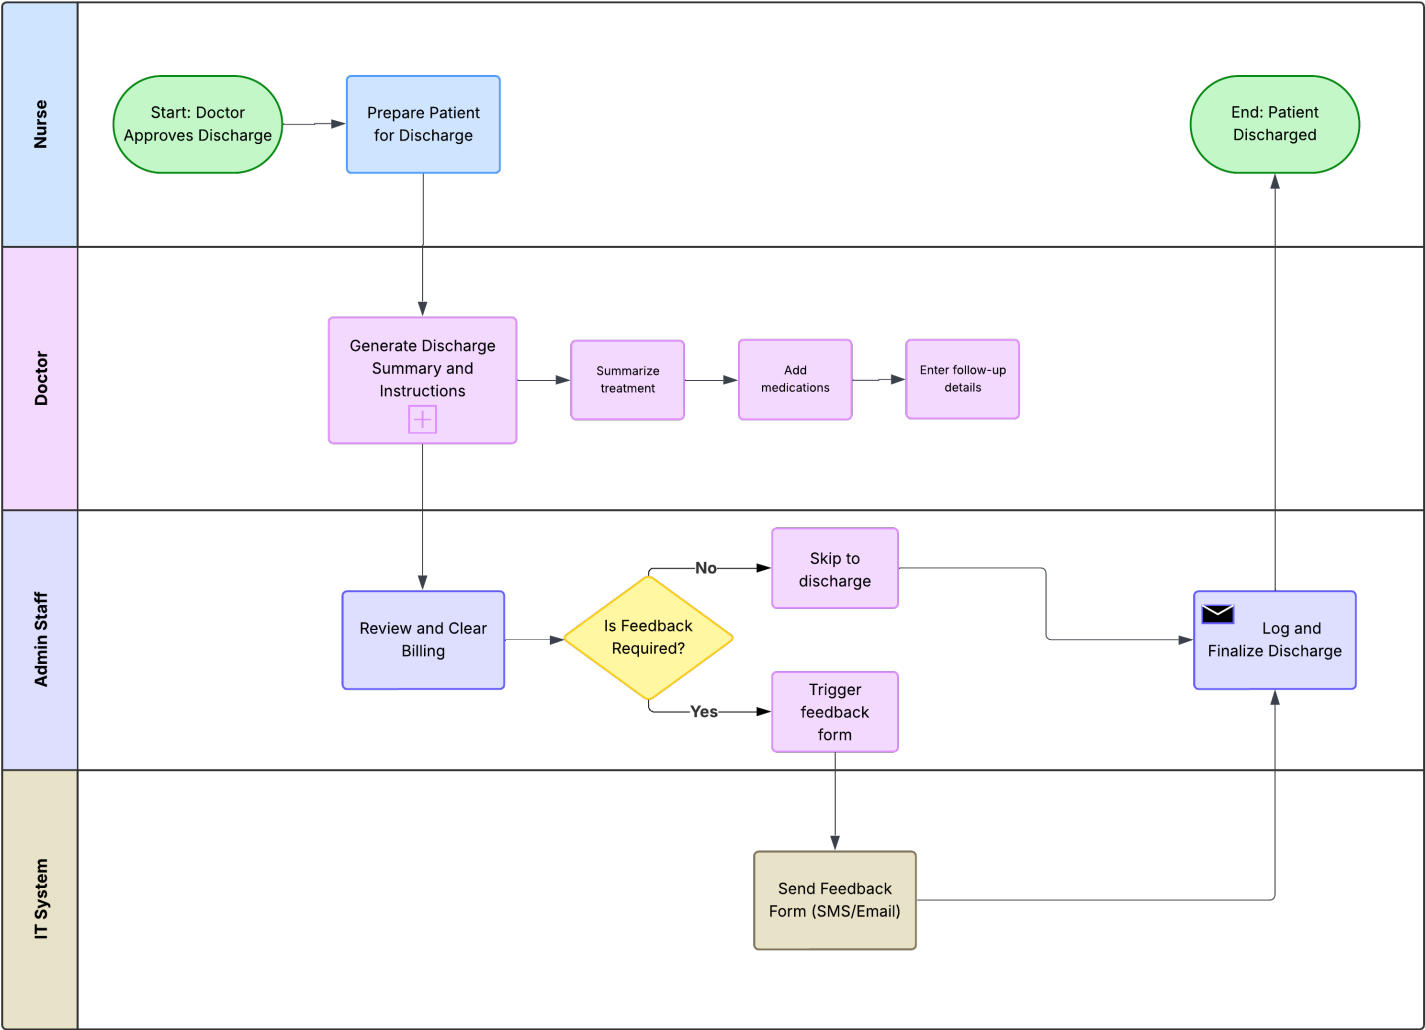 Nurse
Start: Doctor
Approves Discharge
Prepare Patient
for Discharge
End: Patient
Discharged
Doctor
Generate Discharge
Summary and
Instructions
Summarize
treatment
Add
medications
Enter follow-up
details
Admin Staff
Review and Clear
Billing
Is Feedback
Required?
No
Skip to
discharge
Yes
Trigger
feedback
form
Log and
Finalize Discharge
IT System
Send Feedback
Form (SMS/Email)